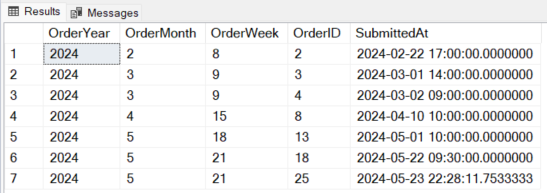 Results Messages
OrderYear OrderMonth OrderWeek OrderID SubmittedAt
1 2024 2 8 2 2024-02-22 17:00:00.0000000
2 2024 3 9 3 2024-03-01 14:00:00.0000000
3 2024 3 9 4 2024-03-02 09:00:00.0000000
4 2024 4 15 8 2024-04-10 10:00:00.0000000
5 2024 5 18 13 2024-05-01 10:00:00.0000000
6 2024 5 21 18 2024-05-22 09:30:00.0000000
7 2024 5 21 25 2024-05-23 22:28:11.7533333